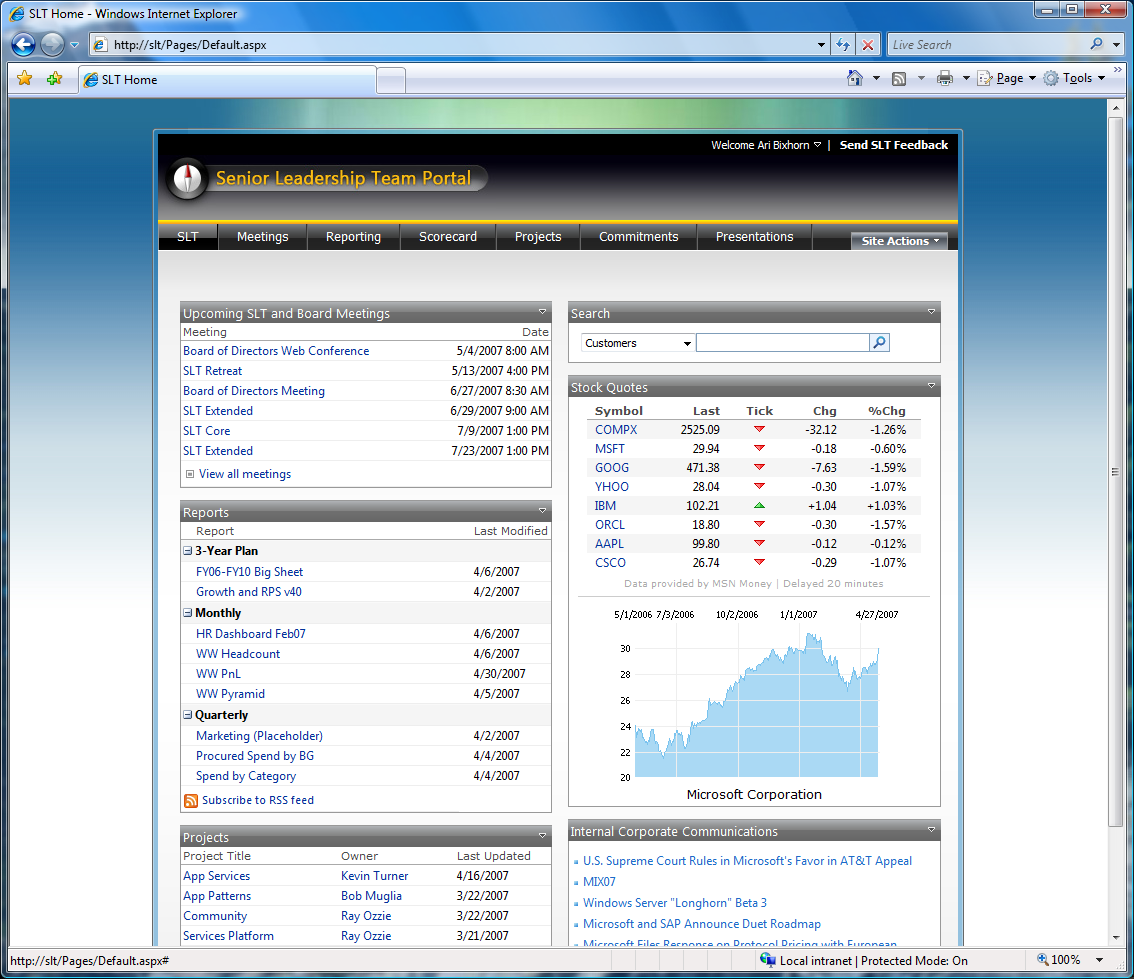 SLT Home - Windows Internet Explorer
http://slt/Pages/Default.aspx
Live Search
SLT Home
Page
Tools
Welcome Ari Bixhorn | Send SLT Feedback
Senior Leadership Team Portal
SLT Meetings Reporting Scorecard Projects Commitments Presentations Site Actions
Upcoming SLT and Board Meetings
Meeting Date
Board of Directors Web Conference 5/4/2007 8:00 AM
SLT Retreat 5/13/2007 4:00 PM
Board of Directors Meeting 6/27/2007 8:30 AM
SLT Extended 6/29/2007 9:00 AM
SLT Core 7/9/2007 1:00 PM
SLT Extended 7/23/2007 1:00 PM
View all meetings
Reports
Report Last Modified
3-Year Plan
FY06-FY10 Big Sheet 4/6/2007
Growth and RPS v40 4/2/2007
Monthly
HR Dashboard Feb07 4/6/2007
WW Headcount 4/6/2007
WW PnL 4/30/2007
WW Pyramid 4/5/2007
Quarterly
Marketing (Placeholder) 4/2/2007
Procured Spend by BG 4/4/2007
Spend by Category 4/4/2007
Subscribe to RSS feed
Projects
Project Title Owner Last Updated
App Services Kevin Turner 4/16/2007
App Patterns Bob Muglia 3/22/2007
Community Ray Ozzie 3/22/2007
Services Platform Ray Ozzie 3/21/2007
Search
Customers
Stock Quotes
Symbol Last Tick Chg %Chg
COMPX 2525.09 -32.12 -1.26%
MSFT 29.94 -0.18 -0.60%
GOOG 471.38 -7.63 -1.59%
YHOO 28.04 -0.30 -1.07%
IBM 102.21 +1.04 +1.03%
ORCL 18.80 -0.30 -1.57%
AAPL 99.80 -0.12 -0.12%
CSCO 26.74 -0.29 -1.07%
Data provided by MSN Money | Delayed 20 minutes
5/1/2006 7/3/2006 10/2/2006 1/1/2007 4/27/2007
30
28
26
24
22
20
Microsoft Corporation
Internal Corporate Communications
U.S. Supreme Court Rules in Microsoft's Favor in AT&T Appeal
MIX07
Windows Server "Longhorn" Beta 3
Microsoft and SAP Announce Duet Roadmap
Microsoft Files Response on Protocol Pricing with European
http://slt/Pages/Default.aspx#
Local intranet | Protected Mode: On
100%